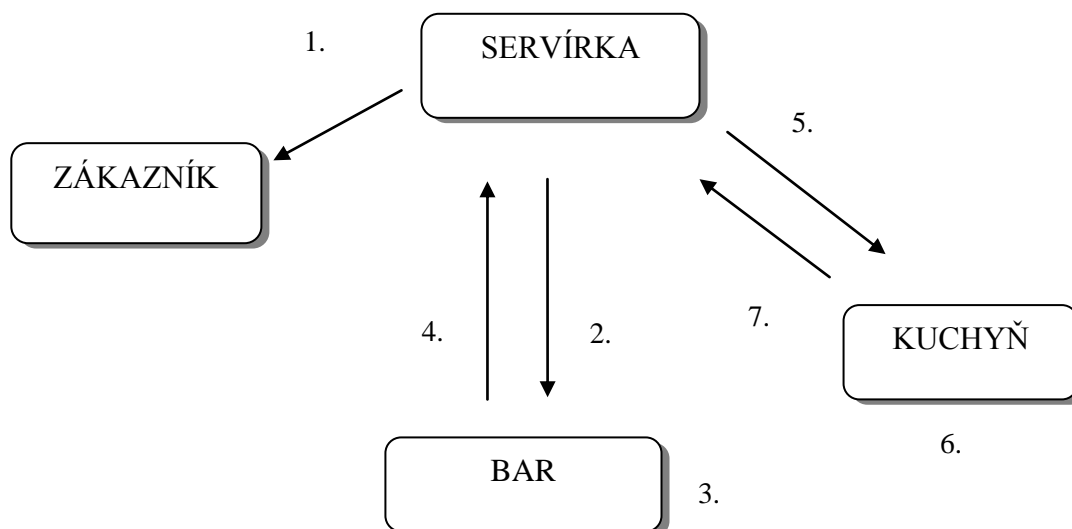 1.
SERVÍRKA
5.
ZÁKAZNÍK
4.
2.
7.
KUCHYŇ
6.
BAR
3.